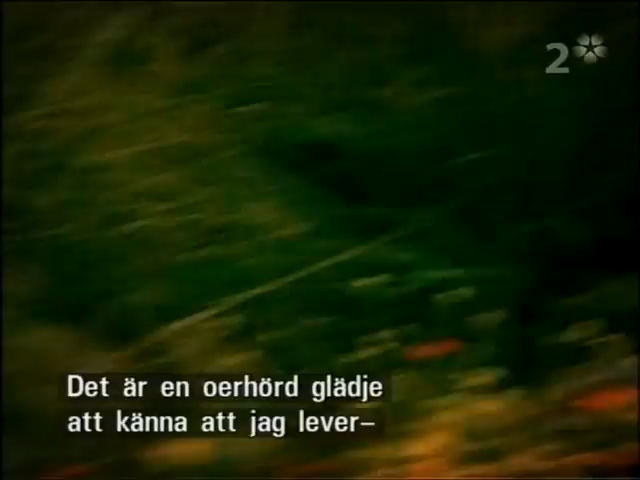 2
Det är en oerhörd glädje
att känna att jag lever–